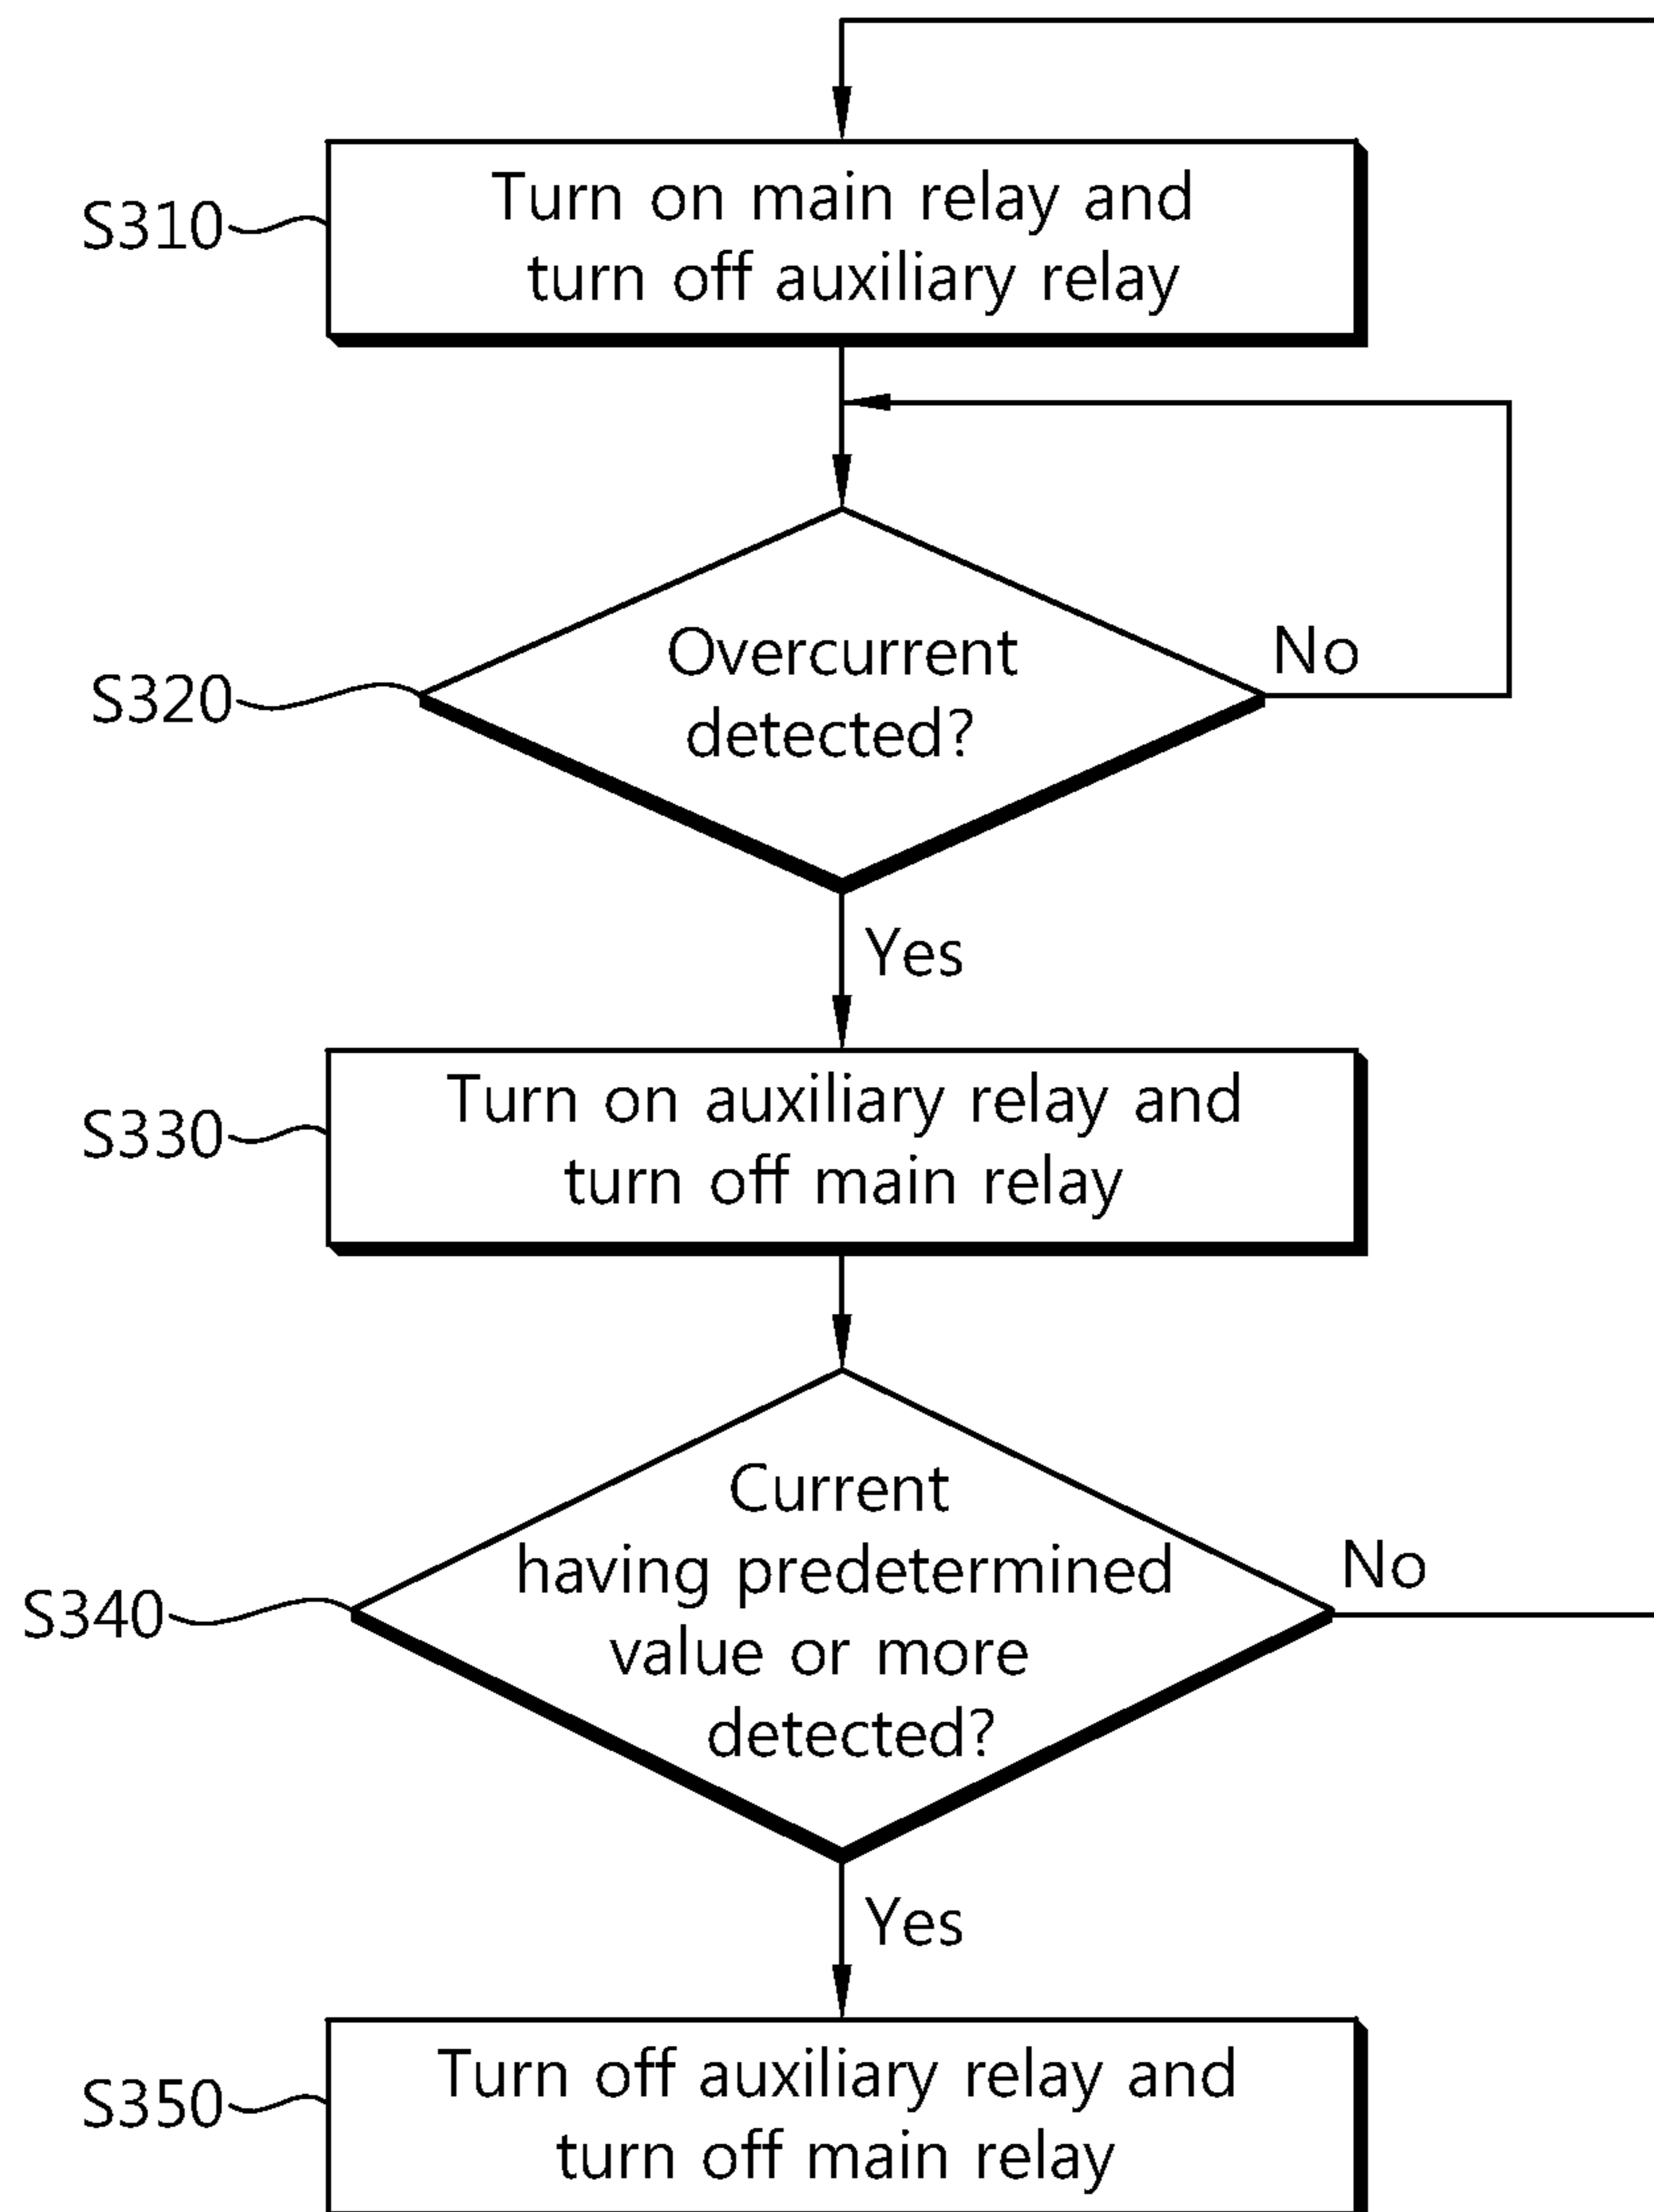 S310
Turn on main relay and
turn off auxiliary relay
S320
Overcurrent
detected?
No
Yes
S330
Turn on auxiliary relay and
turn off main relay
S340
Current
having predetermined
value or more
detected?
No
Yes
S350
Turn off auxiliary relay and
turn off main relay